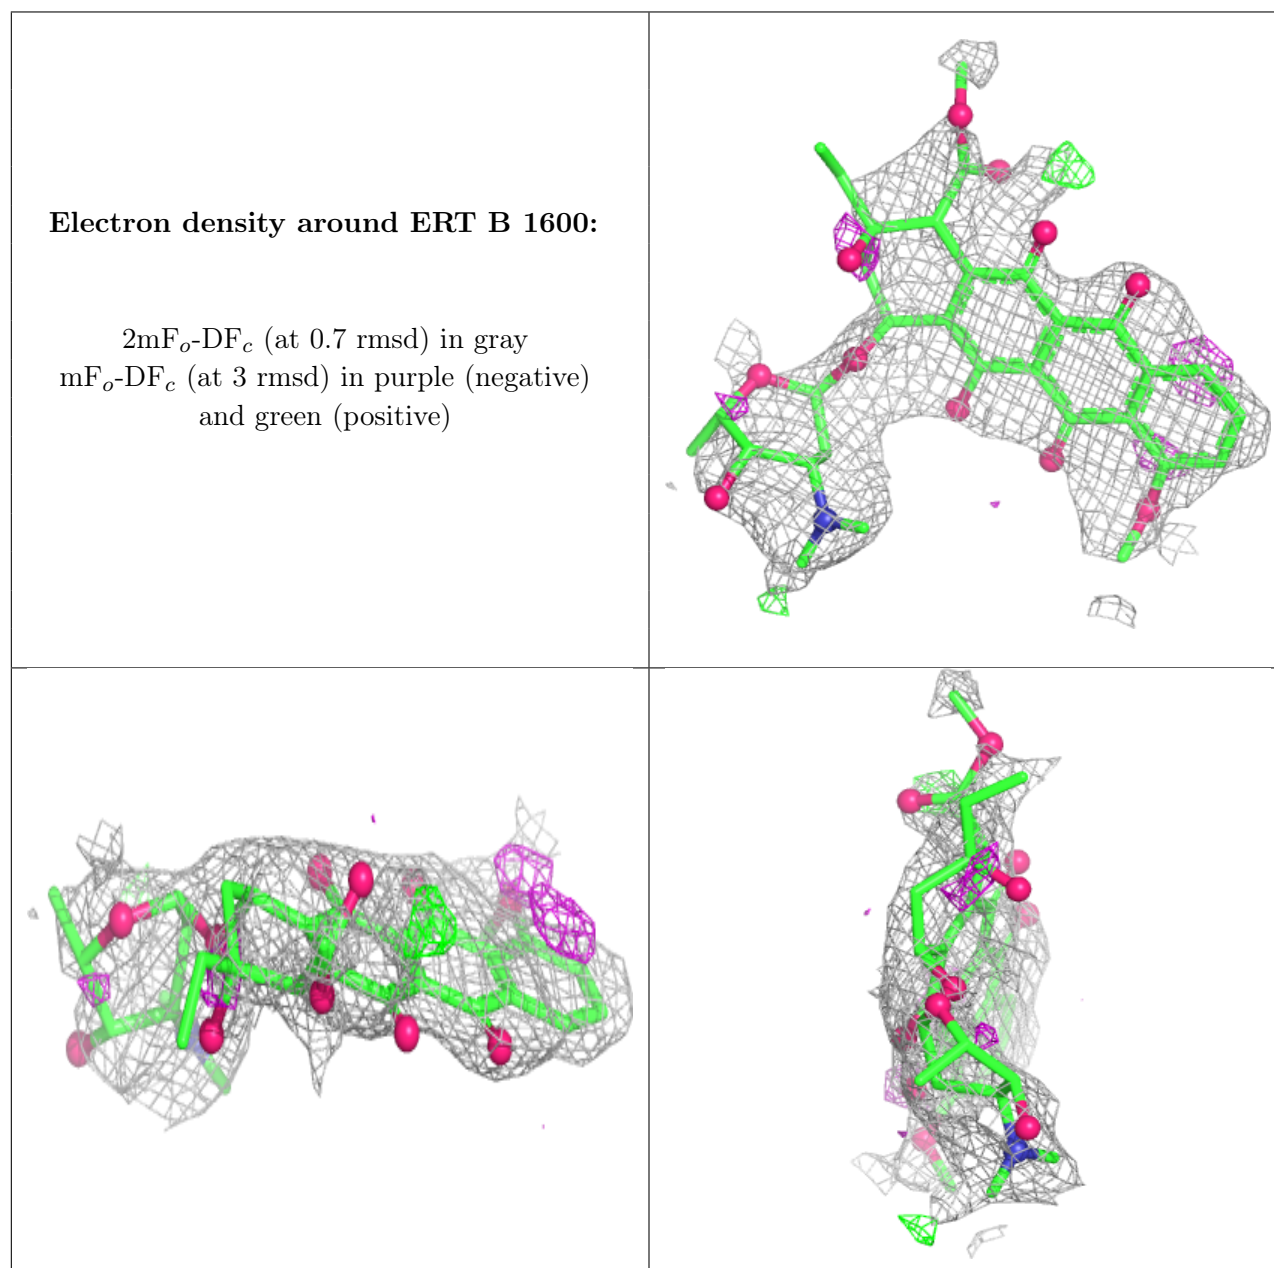 Electron density around ERT B 1600:
2mFo-DFc (at 0.7 rmsd) in gray
mFo-DFc (at 3 rmsd) in purple (negative)
and green (positive)